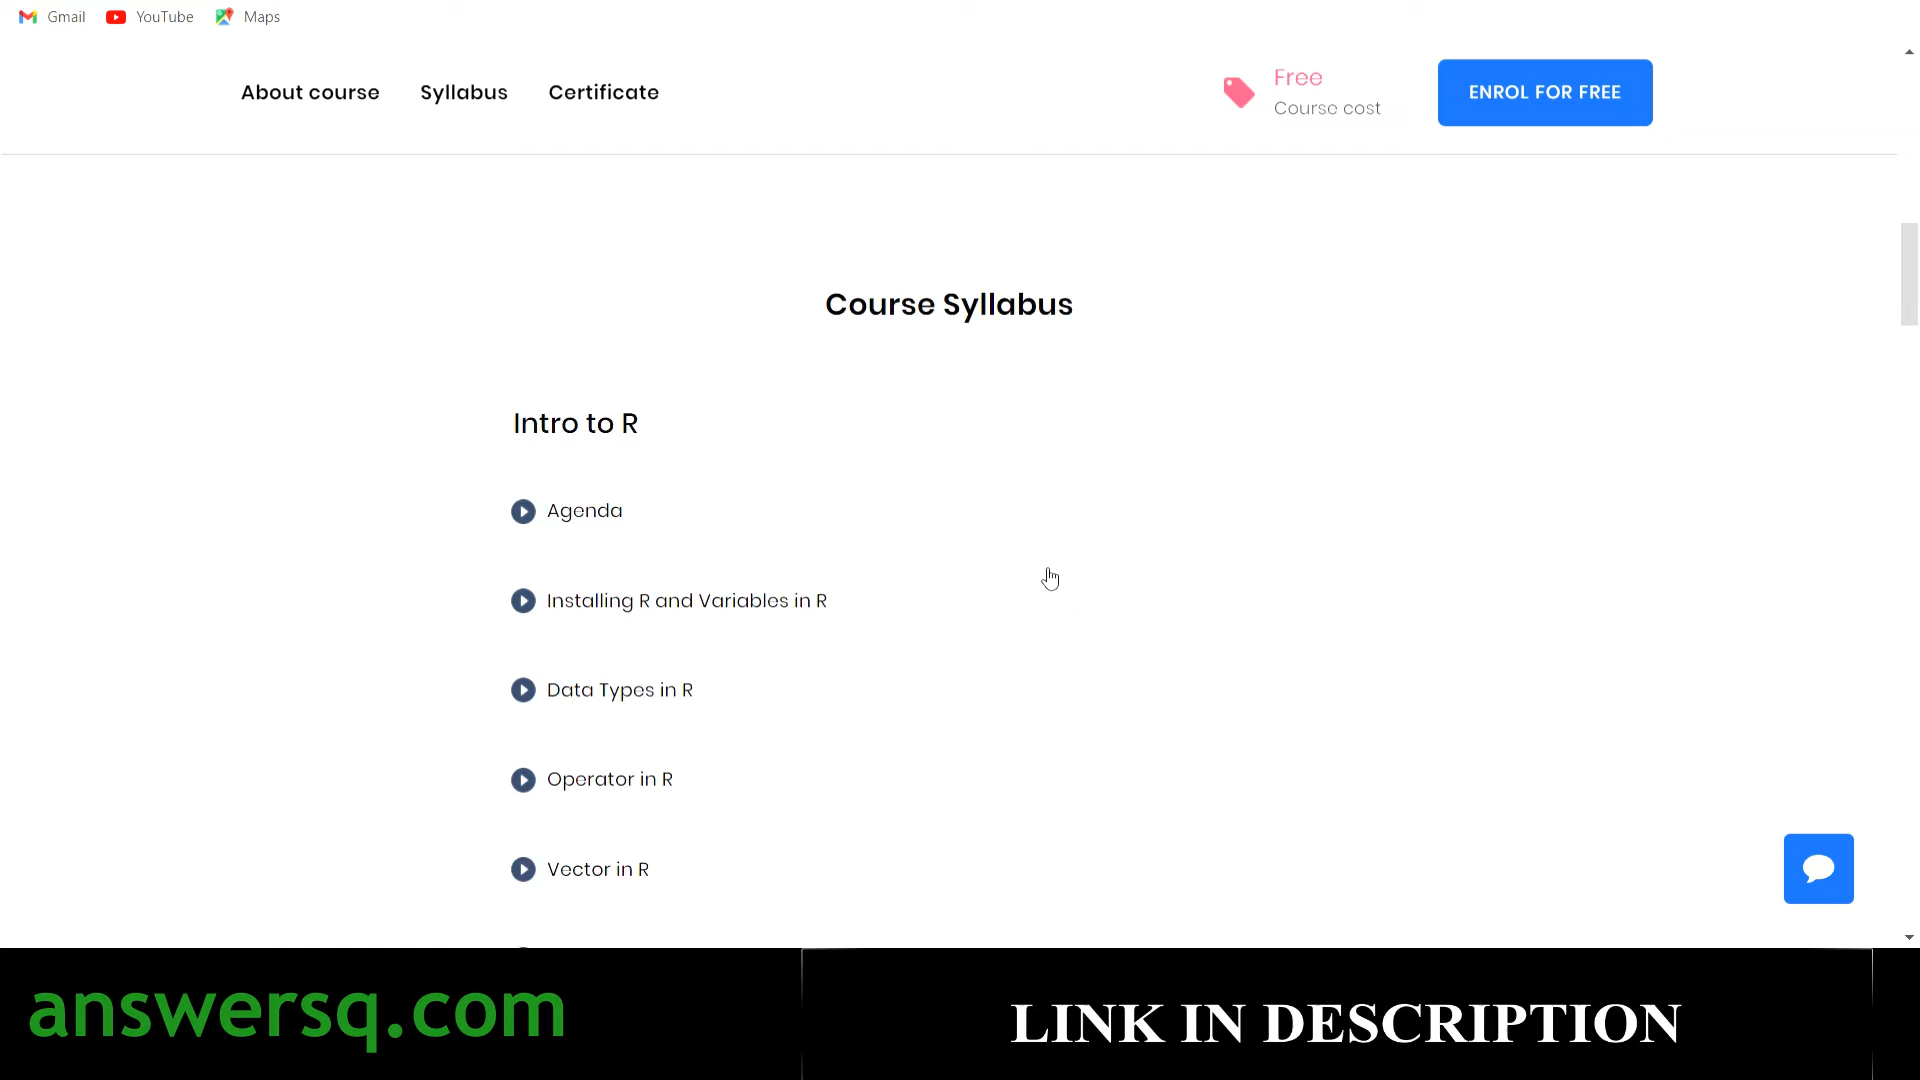 Gmail YouTube Maps
About course Syllabus Certificate
Free
Course cost
ENROL FOR FREE
Course Syllabus
Intro to R
Agenda
Installing R and Variables in R
Data Types in R
Operator in R
Vector in R
answersq.com
LINK IN DESCRIPTION